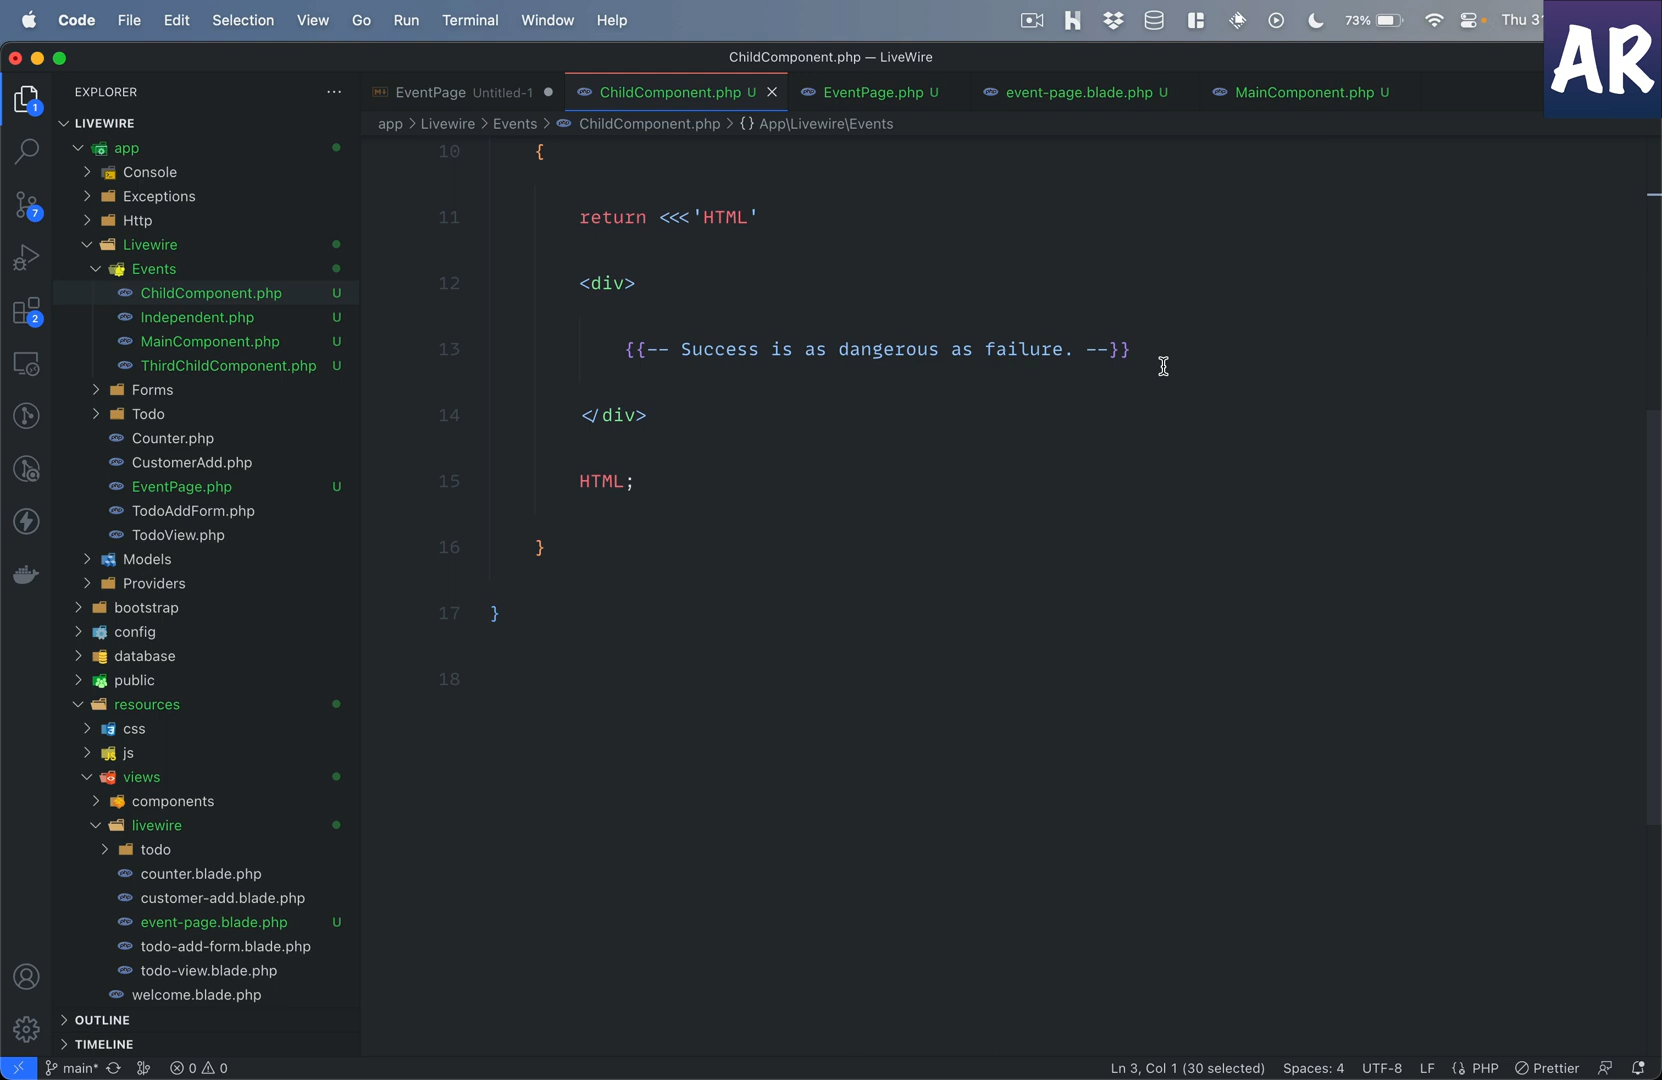 Code File Edit Selection View Go Run Terminal Window Help 73% Thu 31
AR
ChildComponent.php — LiveWire
EXPLORER
EventPage Untitled-1 ChildComponent.php U EventPage.php U event-page.blade.php U MainComponent.php U
app > Livewire > Events > ChildComponent.php > {} App\Livewire\Events
LIVEWIRE
app
Console
Exceptions
Http
Livewire
Events
ChildComponent.php U
Independent.php U
MainComponent.php U
ThirdChildComponent.php U
Forms
Todo
Counter.php
CustomerAdd.php
EventPage.php U
TodoAddForm.php
TodoView.php
Models
Providers
bootstrap
config
database
public
resources
css
js
views
components
livewire
todo
counter.blade.php
customer-add.blade.php
event-page.blade.php U
todo-add-form.blade.php
todo-view.blade.php
welcome.blade.php
OUTLINE
TIMELINE
1
7
2
10 {
11 return <<<'HTML'
12 <div>
13 {{-- Success is as dangerous as failure. --}}
14 </div>
15 HTML;
16 }
17 }
18
main* 0 0 Ln 3, Col 1 (30 selected) Spaces: 4 UTF-8 LF {} PHP Prettier